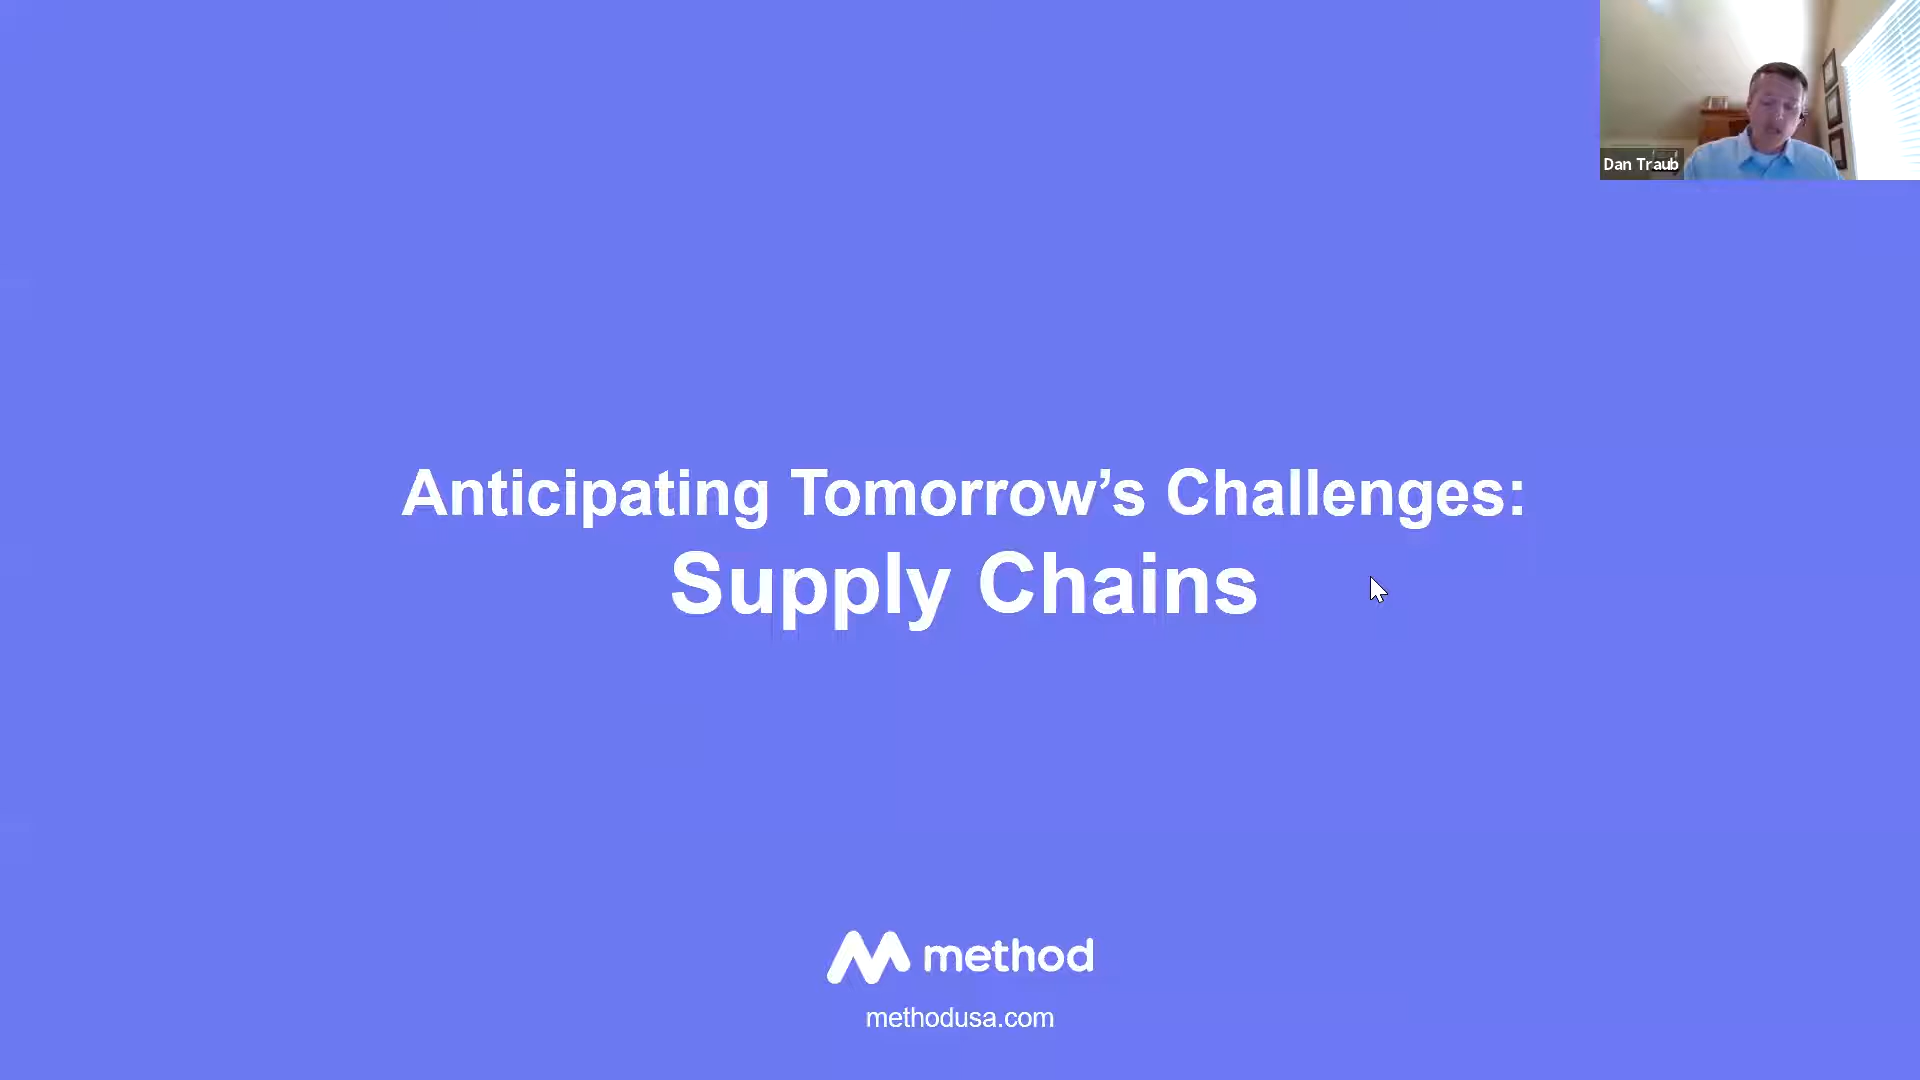 Dan Traub
Anticipating Tomorrow’s Challenges:
Supply Chains
method
methodusa.com